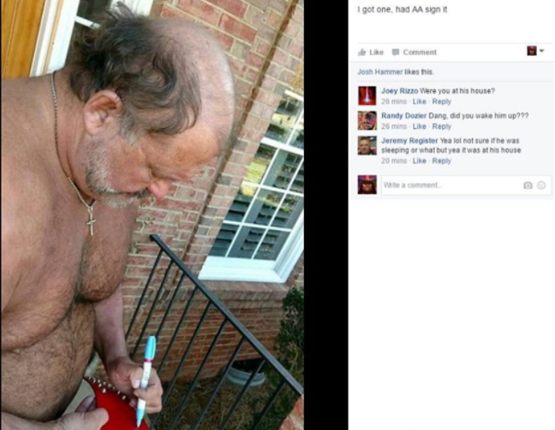 I got one, had AA sign it
Like Comment
Josh Hammer likes this.
Joey Rizzo Were you at his house?
26 mins · Like · Reply
Randy Dozier Dang, did you wake him up???
26 mins · Like · Reply
Jeremy Register Yea lol not sure if he was
sleeping or what but yea it was at his house
20 mins · Like · Reply
Write a comment...